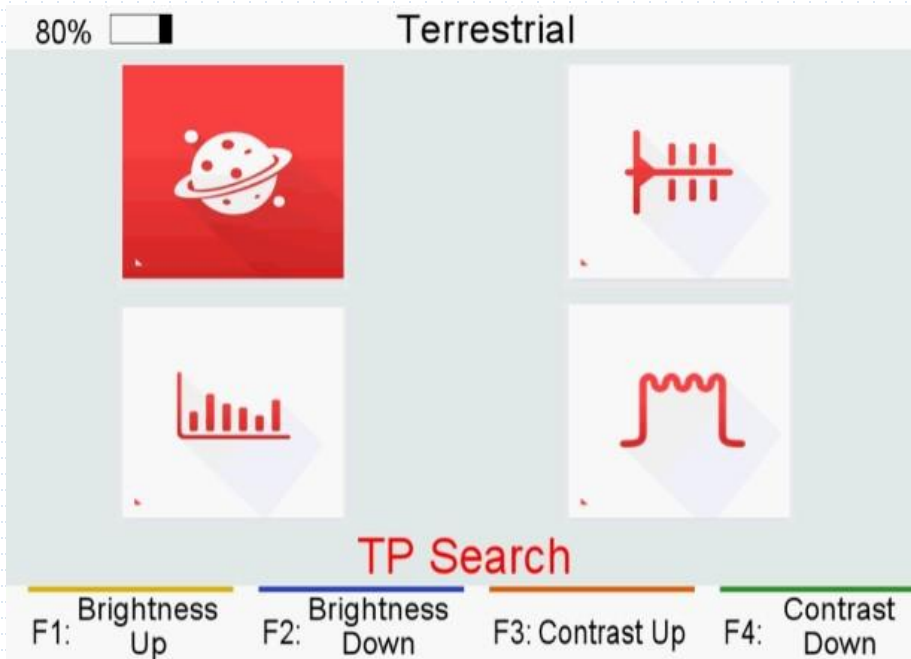 80%
Terrestrial
TP Search
F1: Brightness Up
F2: Brightness Down
F3: Contrast Up
F4: Contrast Down